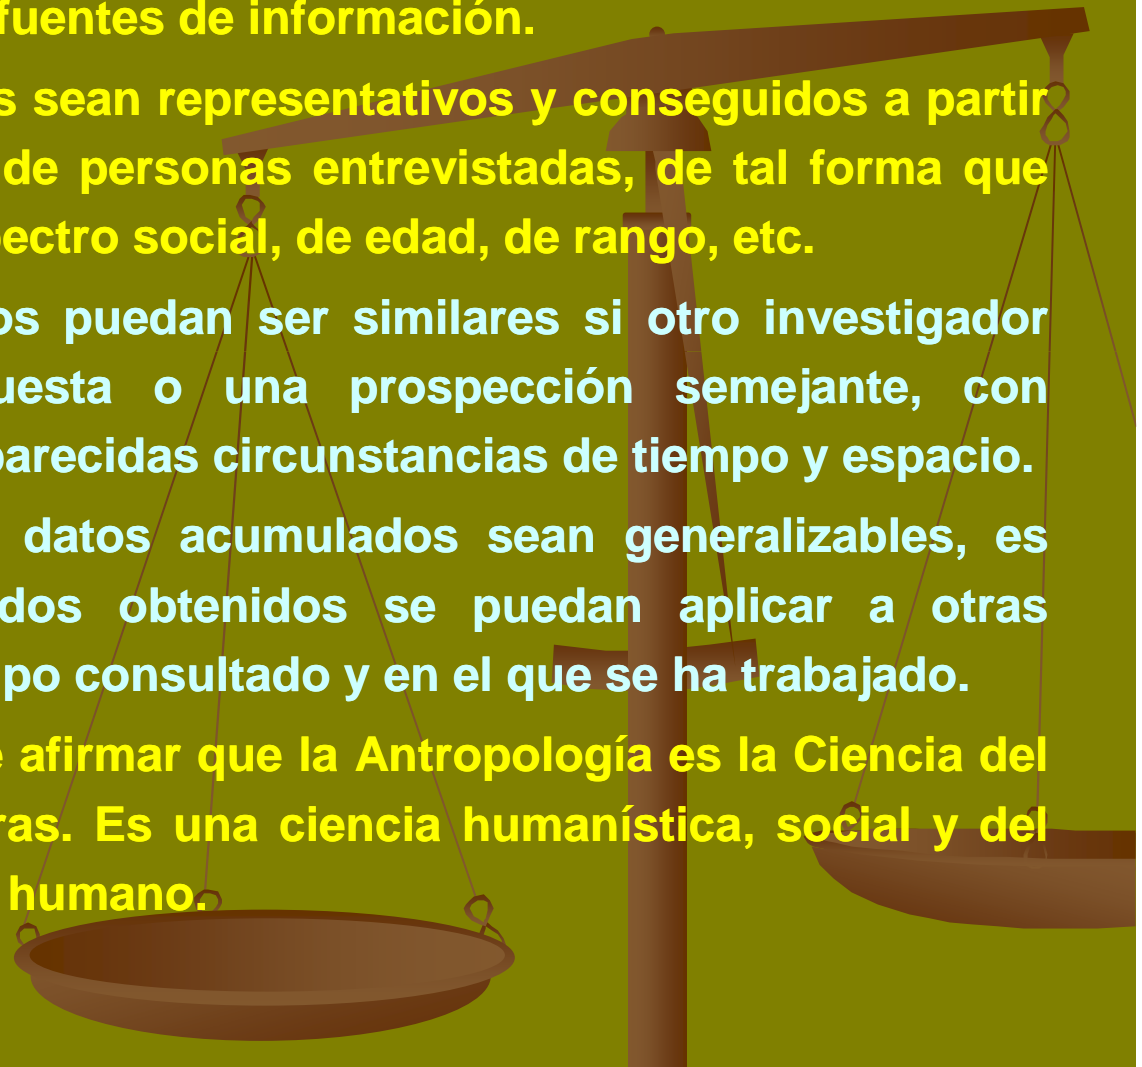 fuentes de información.
s sean representativos y conseguidos a partir
de personas entrevistadas, de tal forma que
ectro social, de edad, de rango, etc.
os puedan ser similares si otro investigador
uesta o una prospección semejante, con
parecidas circunstancias de tiempo y espacio.
datos acumulados sean generalizables, es
dos obtenidos se puedan aplicar a otras
po consultado y en el que se ha trabajado.
e afirmar que la Antropología es la Ciencia del
ras. Es una ciencia humanística, social y del
humano.